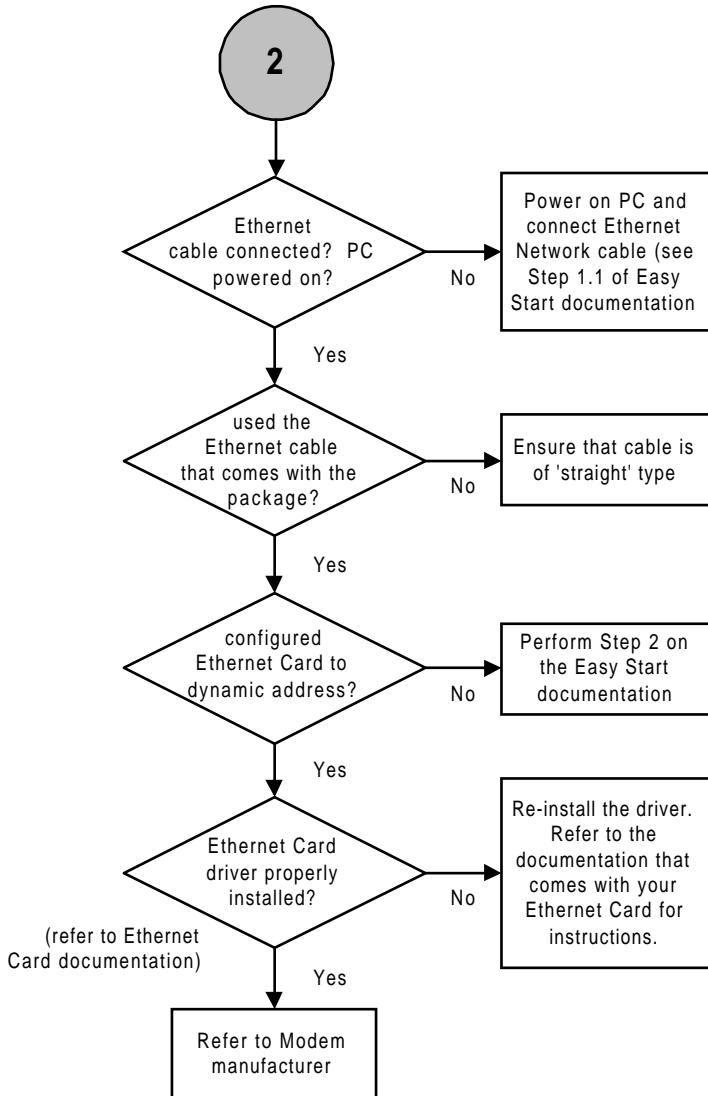 2
Ethernet
cable connected? PC
powered on?
No
Power on PC and
connect Ethernet
Network cable (see
Step 1.1 of Easy
Start documentation
Yes
used the
Ethernet cable
that comes with the
package?
No
Ensure that cable is
of 'straight' type
Yes
configured
Ethernet Card to
dynamic address?
No
Perform Step 2 on
the Easy Start
documentation
Yes
Ethernet Card
driver properly
installed?
No
Re-install the driver.
Refer to the
documentation that
comes with your
Ethernet Card for
instructions.
(refer to Ethernet
Card documentation)
Yes
Refer to Modem
manufacturer